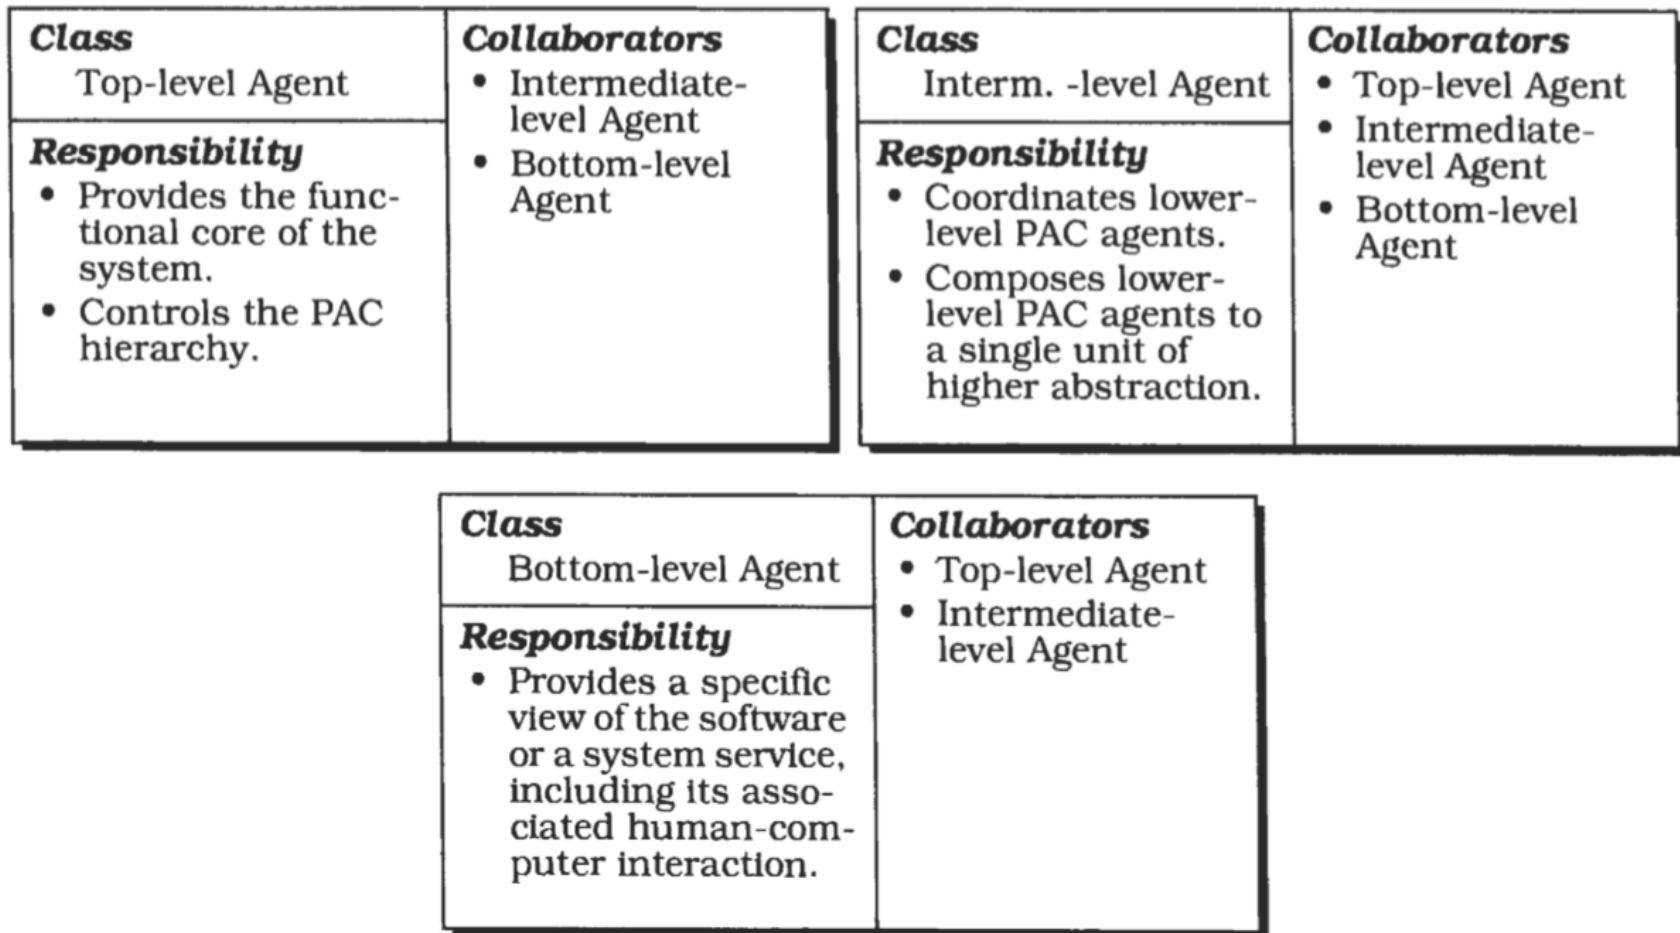 Class
Top-level Agent
Responsibility
• Provides the func-
tional core of the
system.
• Controls the PAC
hierarchy.
Collaborators
• Intermediate-
level Agent
• Bottom-level
Agent
Class
Interm. -level Agent
Responsibility
• Coordinates lower-
level PAC agents.
• Composes lower-
level PAC agents to
a single unit of
higher abstraction.
Collaborators
• Top-level Agent
• Intermediate-
level Agent
• Bottom-level
Agent
Class
Bottom-level Agent
Responsibility
• Provides a specific
view of the software
or a system service,
including its asso-
ciated human-com-
puter interaction.
Collaborators
• Top-level Agent
• Intermediate-
level Agent